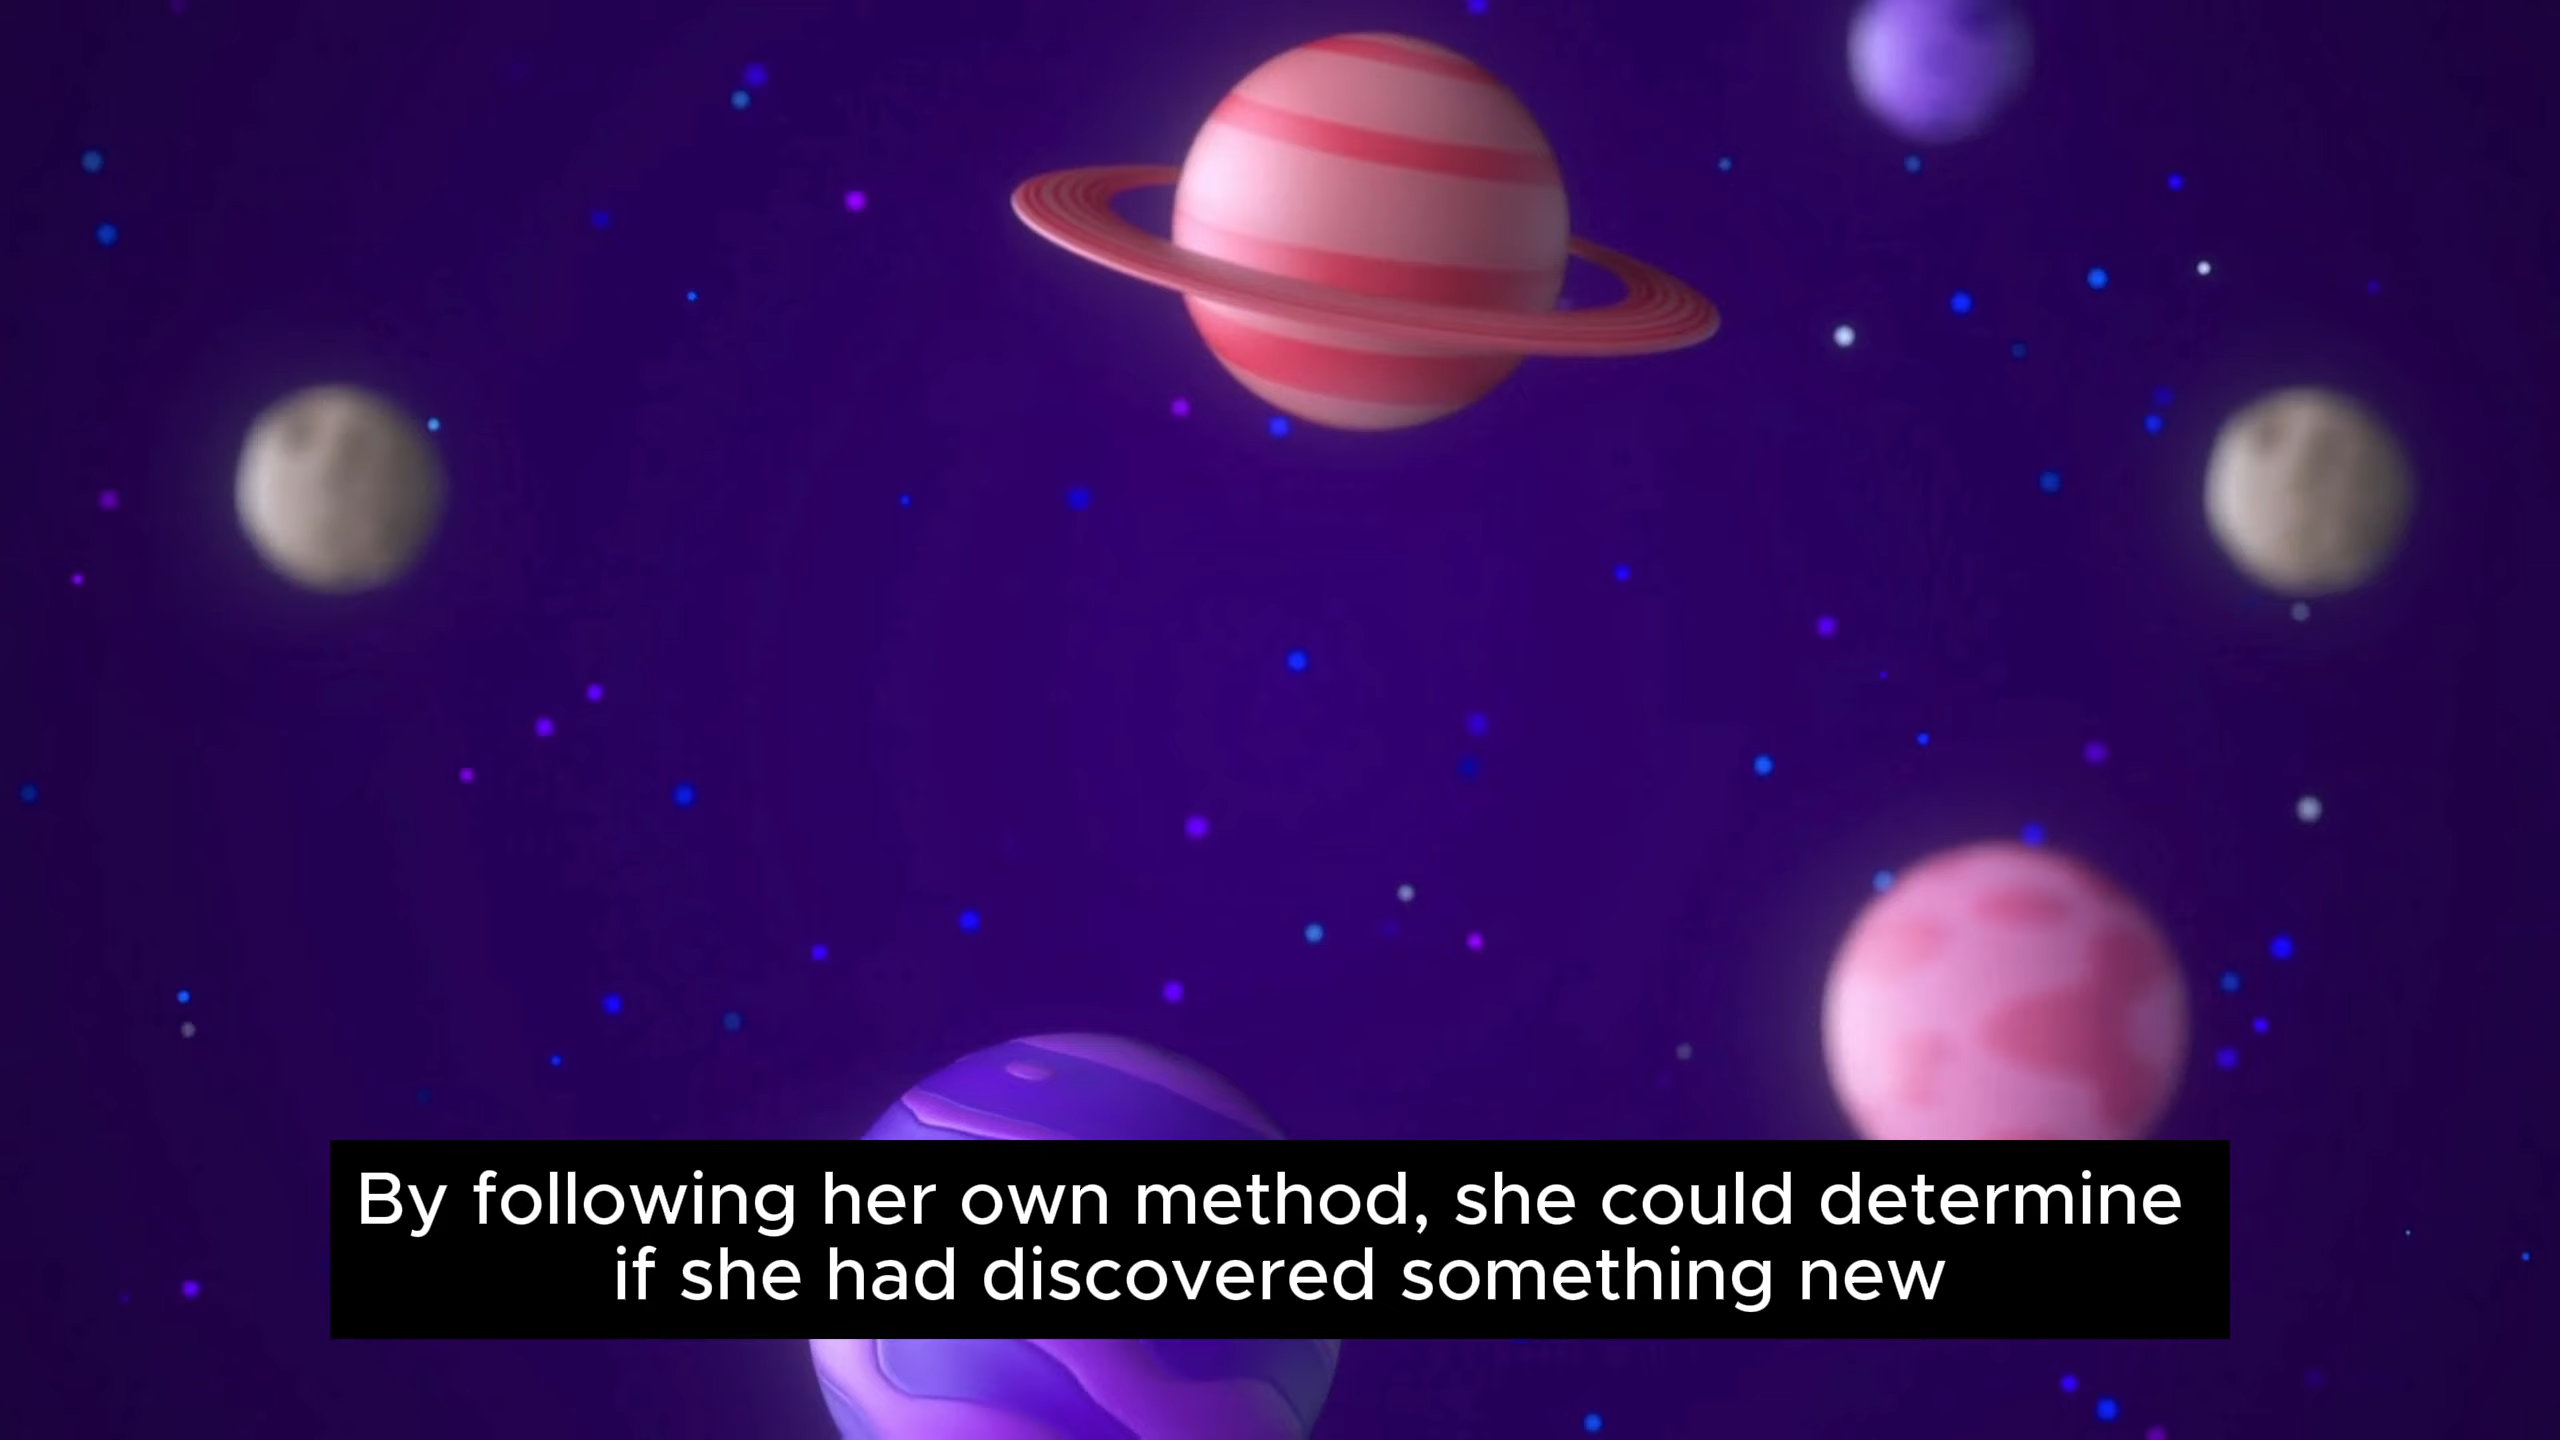 By following her own method, she could determine
if she had discovered something new